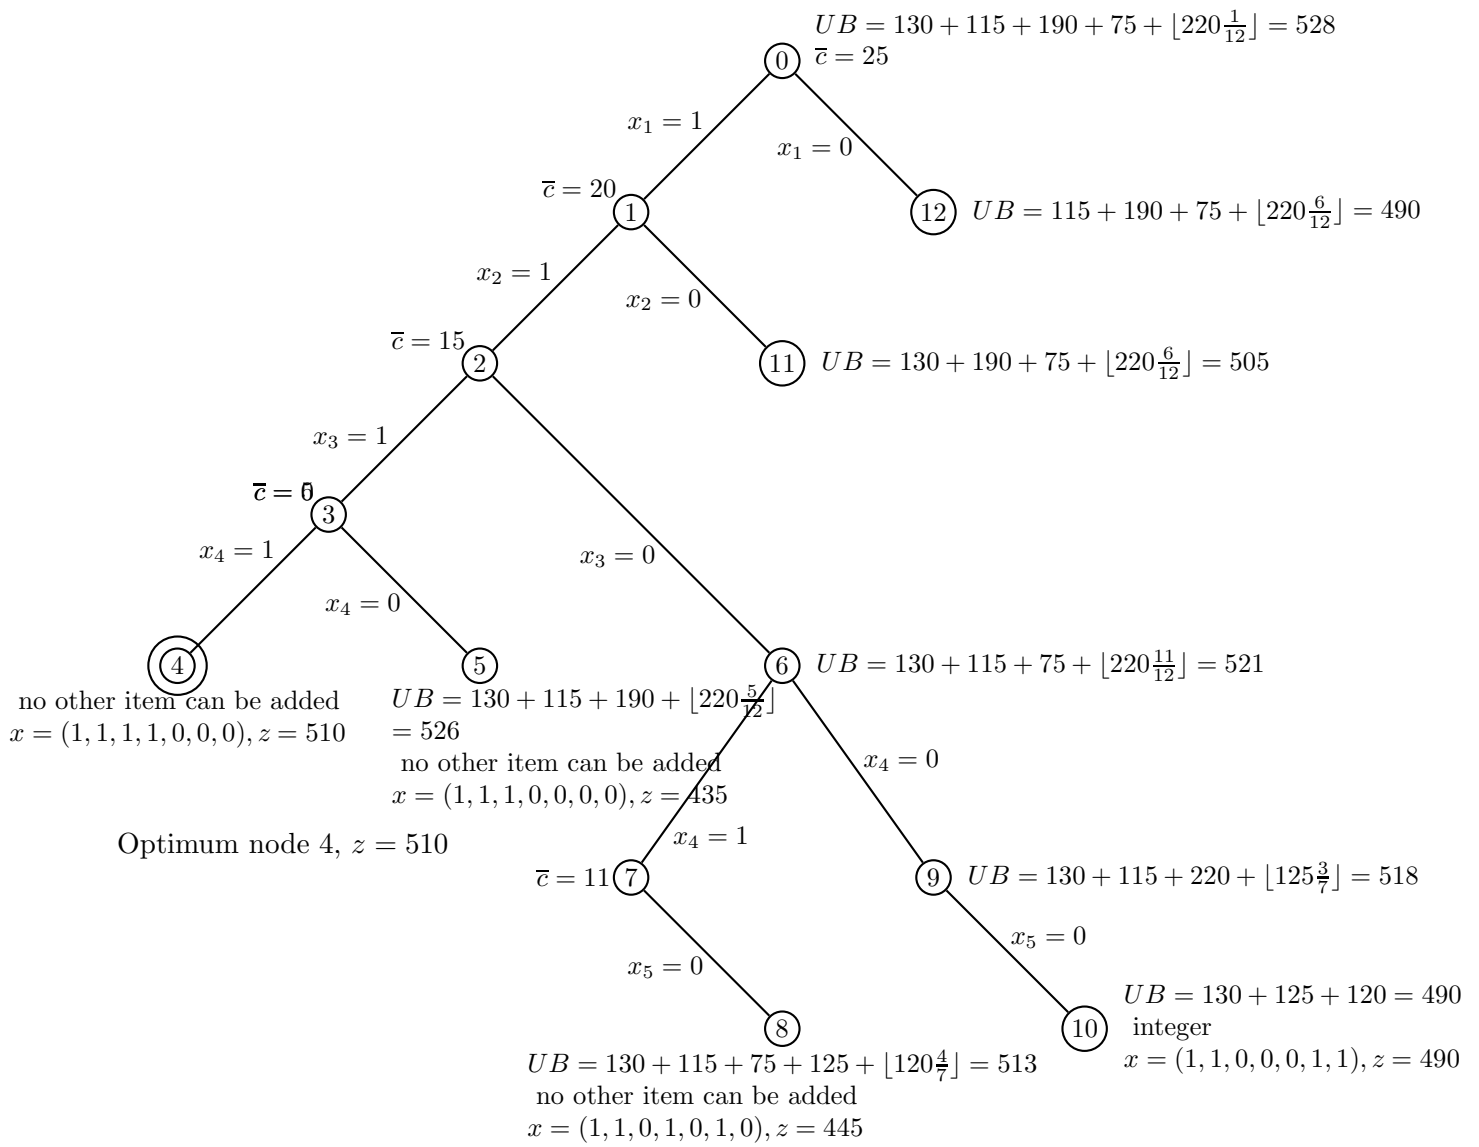 UB = 130 + 115 + 190 + 75 + ⌊220 1/12⌋ = 528
c̅ = 25
0
x₁ = 1
x₁ = 0
c̅ = 20
1
12
UB = 115 + 190 + 75 + ⌊220 6/12⌋ = 490
x₂ = 1
x₂ = 0
c̅ = 15
2
11
UB = 130 + 190 + 75 + ⌊220 6/12⌋ = 505
x₃ = 1
c̅ =
3
x₄ = 1
x₃ = 0
x₄ = 0
4
5
6
UB = 130 + 115 + 75 + ⌊220 11/12⌋ = 521
no other item can be added
x = (1, 1, 1, 1, 0, 0, 0), z = 510
UB = 130 + 115 + 190 + ⌊220 5/12⌋
= 526
no other item can be added
x = (1, 1, 1, 0, 0, 0, 0), z = 435
x₄ = 0
x₄ = 1
Optimum node 4, z = 510
c̅ = 11
7
9
UB = 130 + 115 + 220 + ⌊125 3/7⌋ = 518
x₅ = 0
x₅ = 0
8
10
UB = 130 + 125 + 120 = 490
integer
x = (1, 1, 0, 0, 0, 1, 1), z = 490
UB = 130 + 115 + 75 + 125 + ⌊120 4/7⌋ = 513
no other item can be added
x = (1, 1, 0, 1, 0, 1, 0), z = 445